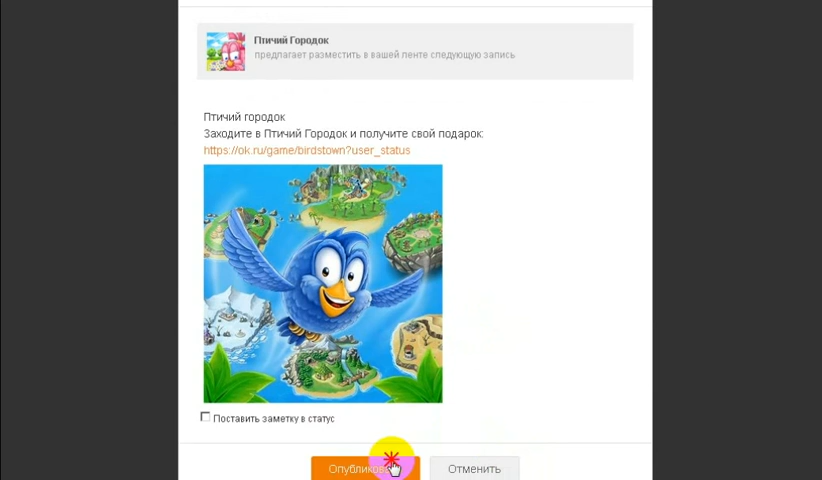 Птичий Городок
предлагает разместить в вашей ленте следующую запись
Птичий городок
Заходите в Птичий Городок и получите свой подарок:
https://ok.ru/game/birdstown?user_status
Поставить заметку в статус
Отменить